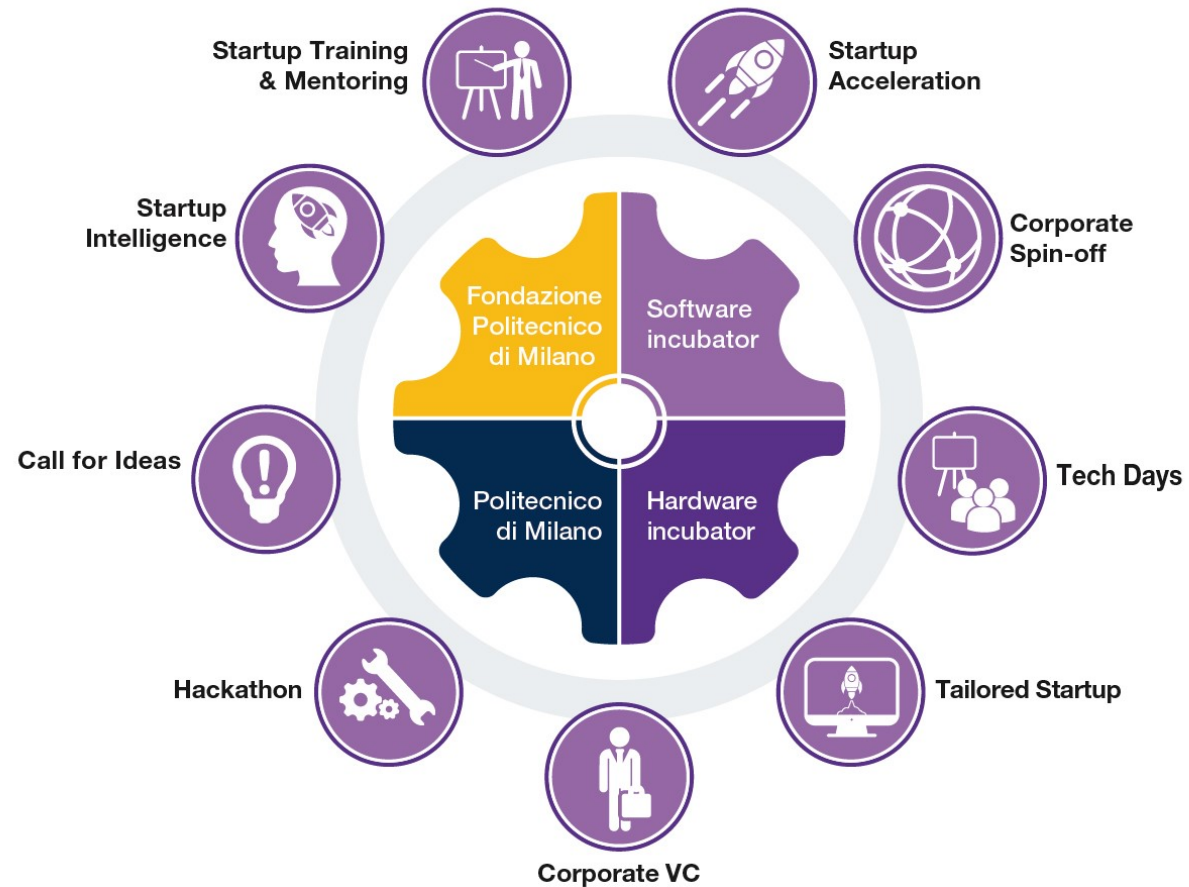 Startup Training
& Mentoring
Startup
Acceleration
Startup
Intelligence
Corporate
Spin-off
Fondazione
Politecnico
di Milano
Software
incubator
Call for Ideas
Tech Days
Politecnico
di Milano
Hardware
incubator
Hackathon
Tailored Startup
Corporate VC